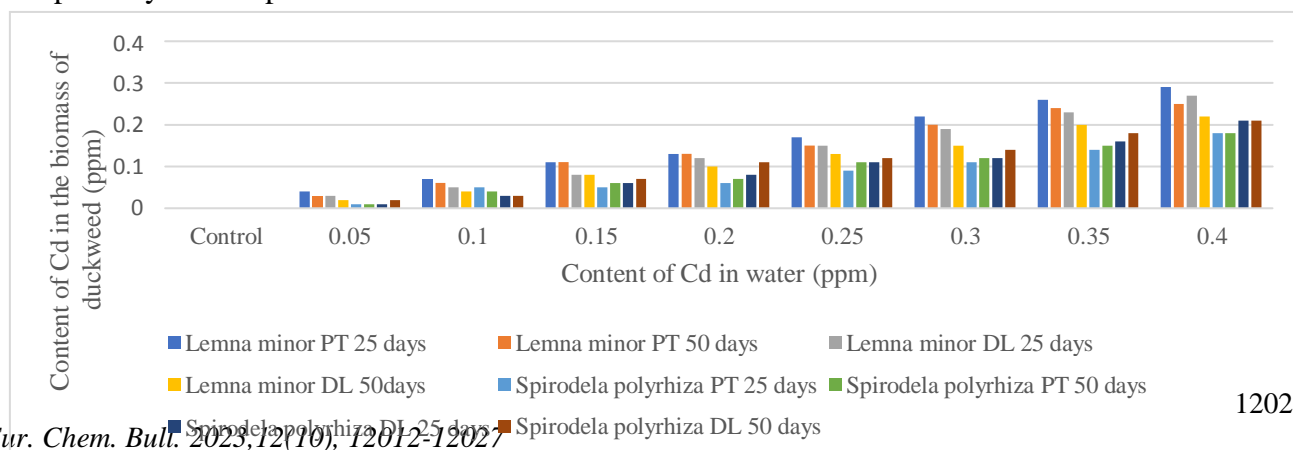 0.4
0.3
0.2
0.1
0
Content of Cd in the biomass of
duckweed (ppm)
Control 0.05 0.1 0.15 0.2 0.25 0.3 0.35 0.4
Content of Cd in water (ppm)
Lemna minor PT 25 days Lemna minor PT 50 days Lemna minor DL 25 days
Lemna minor DL 50days Spirodela polyrhiza PT 25 days Spirodela polyrhiza PT 50 days
Spirodela polyrhiza DL 25 days Spirodela polyrhiza DL 50 days
1202
ur. Chem. Bull. 2023,12(10), 12012-12027